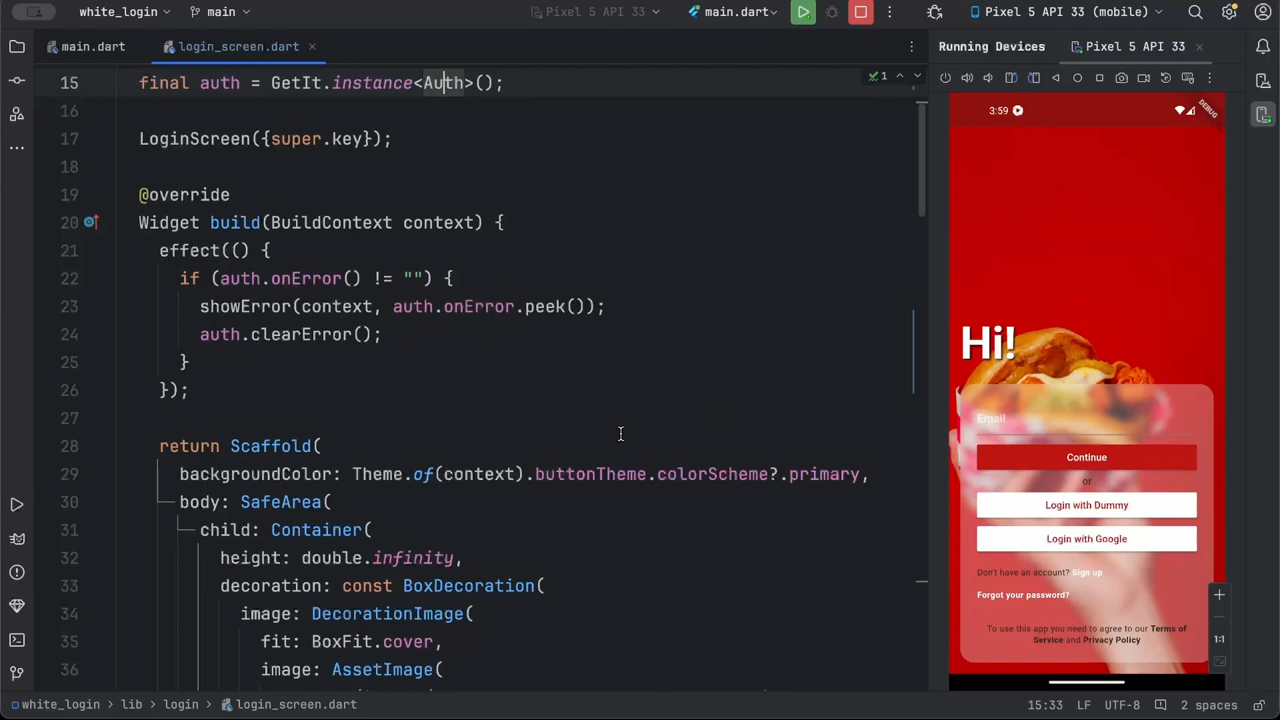 white_login
main
Pixel 5 API 33
main.dart
Pixel 5 API 33 (mobile)
main.dart
login_screen.dart
Running Devices
Pixel 5 API 33
15 final auth = GetIt.instance<Auth>();
1
16
17 LoginScreen({super.key});
18
19 @override
20 Widget build(BuildContext context) {
21 effect(() {
22 if (auth.onError() != "") {
23 showError(context, auth.onError.peek());
24 auth.clearError();
25 }
26 });
27
28 return Scaffold(
29 backgroundColor: Theme.of(context).buttonTheme.colorScheme?.primary,
30 body: SafeArea(
31 child: Container(
32 height: double.infinity,
33 decoration: const BoxDecoration(
34 image: DecorationImage(
35 fit: BoxFit.cover,
36 image: AssetImage(
3:59
DEBUG
Hi!
Email
Continue
or
Login with Dummy
Login with Google
Don't have an account? Sign up
Forgot your password?
To use this app you need to agree to our Terms of
Service and Privacy Policy
1:1
white_login
lib
login
login_screen.dart
15:33
LF
UTF-8
2 spaces